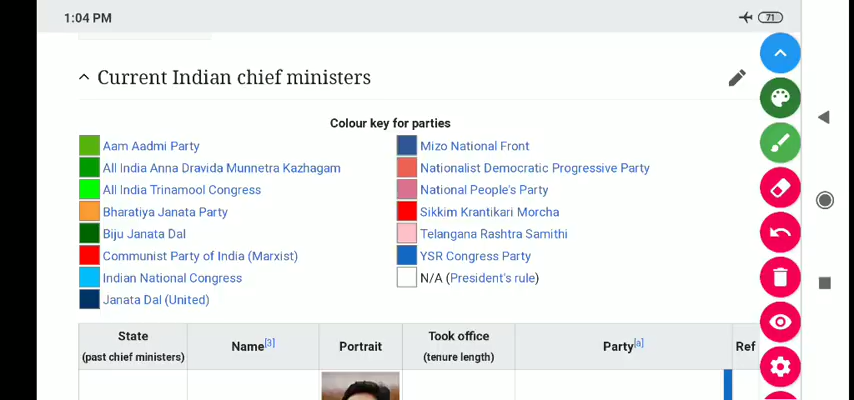 1:04 PM
71
Current Indian chief ministers
Colour key for parties
Aam Aadmi Party
All India Anna Dravida Munnetra Kazhagam
All India Trinamool Congress
Bharatiya Janata Party
Biju Janata Dal
Communist Party of India (Marxist)
Indian National Congress
Janata Dal (United)
Mizo National Front
Nationalist Democratic Progressive Party
National People's Party
Sikkim Krantikari Morcha
Telangana Rashtra Samithi
YSR Congress Party
N/A (President's rule)
State
(past chief ministers)
Name[3]
Portrait
Took office
(tenure length)
Party[a]
Ref